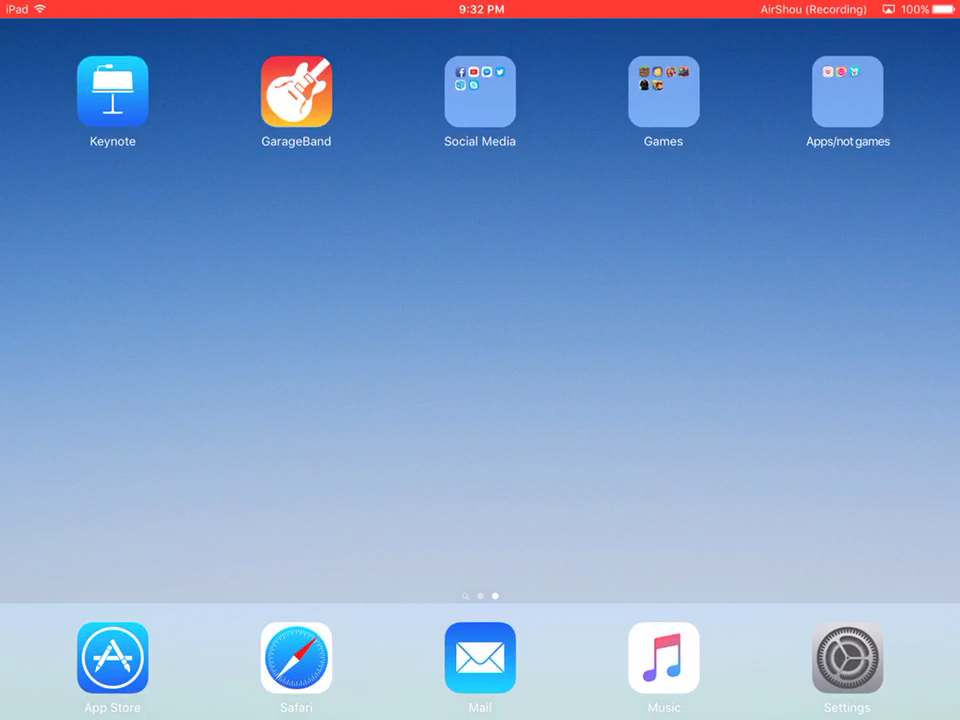 iPad 9:32 PM AirShou (Recording) 100%
Keynote GarageBand Social Media Games Apps/not games
App Store Safari Mail Music Settings